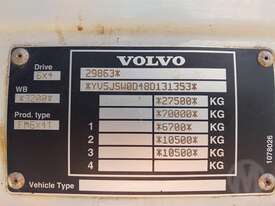 VOLVO
Drive
6X4
29863*
*YV5JSW0D48D131353*
WB
*3200*
*27500* KG
*70000* KG
Prod. type
FM6X4T
1 *6700* KG
2 *10500* KG
3 *10500* KG
4 KG
Vehicle Type
1078026